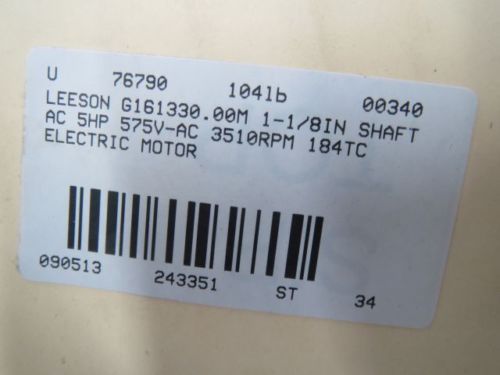 U 76790 104lb 00340
LEESON G161330.00M 1-1/8IN SHAFT
AC 5HP 575V-AC 3510RPM 184TC
ELECTRIC MOTOR
090513 243351 ST 34